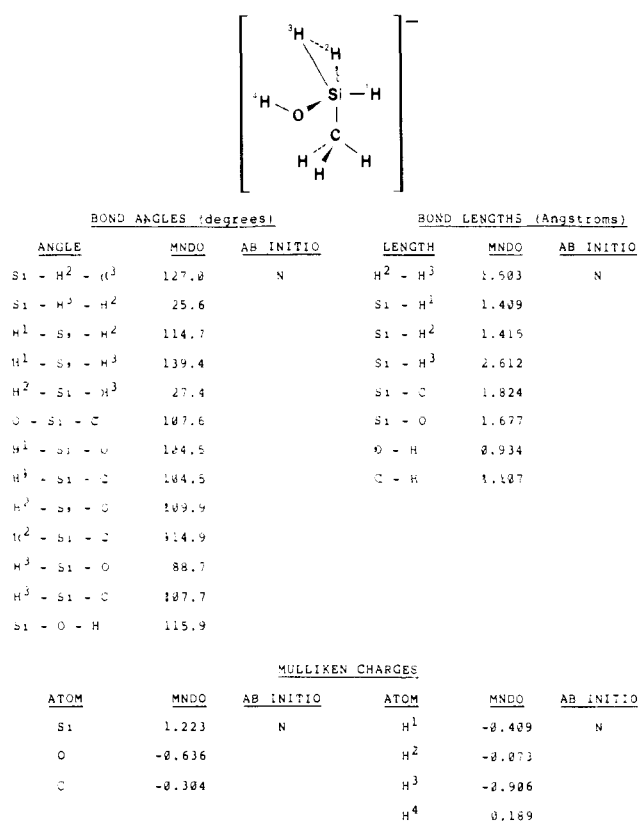 [ ]−
³H H²
⁴H O Si H¹
C
H H H
BOND ANGLES (degrees) BOND LENGTHS (Angstroms)
ANGLE MNDO AB INITIO LENGTH MNDO AB INITIO
Si - H² - H³ 127.0 N H² - H³ 1.503 N
Si - H³ - H² 25.6 Si - H¹ 1.409
H¹ - Si - H² 114.7 Si - H² 1.415
H¹ - Si - H³ 139.4 Si - H³ 2.612
H² - Si - H³ 27.4 Si - C 1.824
O - Si - C 107.6 Si - O 1.677
H¹ - Si - O 104.5 O - H 0.934
H¹ - Si - C 104.5 C - H 1.107
H² - Si - O 109.9
H² - Si - C 114.9
H³ - Si - O 88.7
H³ - Si - C 107.7
Si - O - H 115.9
MULLIKEN CHARGES
ATOM MNDO AB INITIO ATOM MNDO AB INITIO
Si 1.223 N H¹ -0.409 N
O -0.636 H² -0.073
C -0.304 H³ -0.906
H⁴ 0.189